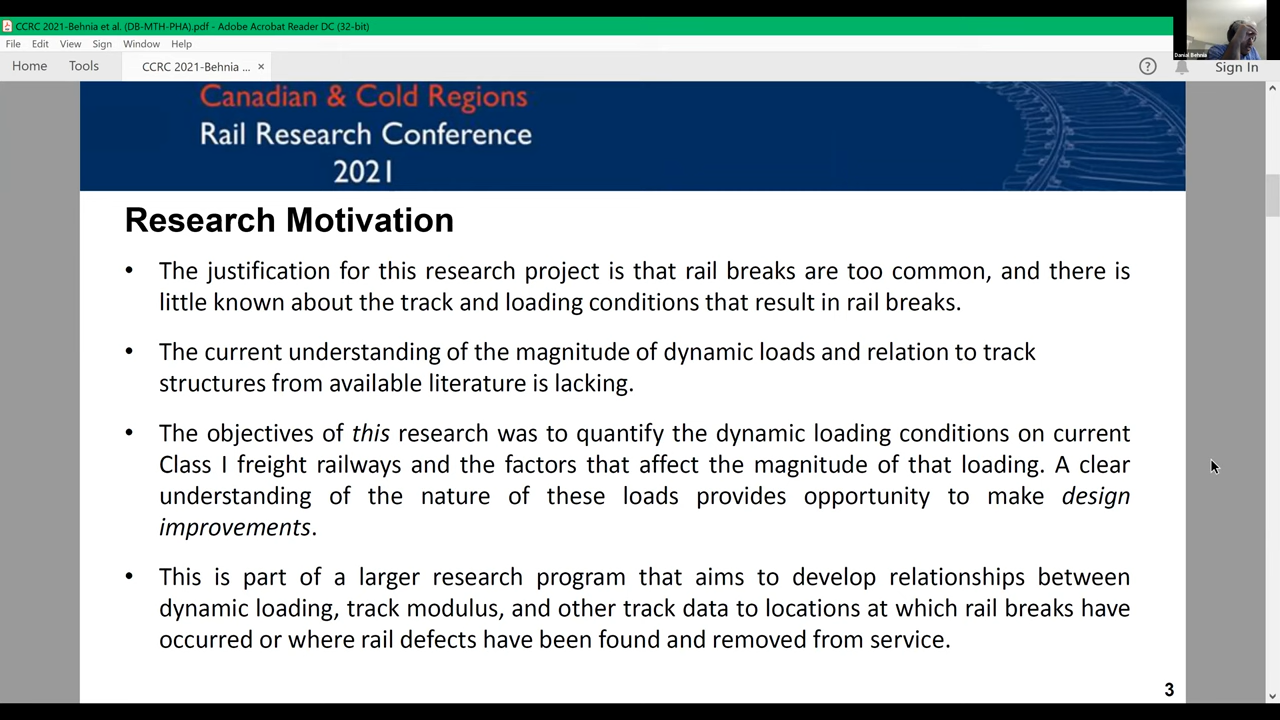 CCRC 2021-Behnia et al. (DB-MTH-PHA).pdf - Adobe Acrobat Reader DC (32-bit)
File Edit View Sign Window Help
Home Tools CCRC 2021-Behnia ... × ? Sign In
Danial Behnia
Canadian & Cold Regions
Rail Research Conference
2021
Research Motivation
• The justification for this research project is that rail breaks are too common, and there is
little known about the track and loading conditions that result in rail breaks.
• The current understanding of the magnitude of dynamic loads and relation to track
structures from available literature is lacking.
• The objectives of this research was to quantify the dynamic loading conditions on current
Class I freight railways and the factors that affect the magnitude of that loading. A clear
understanding of the nature of these loads provides opportunity to make design
improvements.
• This is part of a larger research program that aims to develop relationships between
dynamic loading, track modulus, and other track data to locations at which rail breaks have
occurred or where rail defects have been found and removed from service.
3